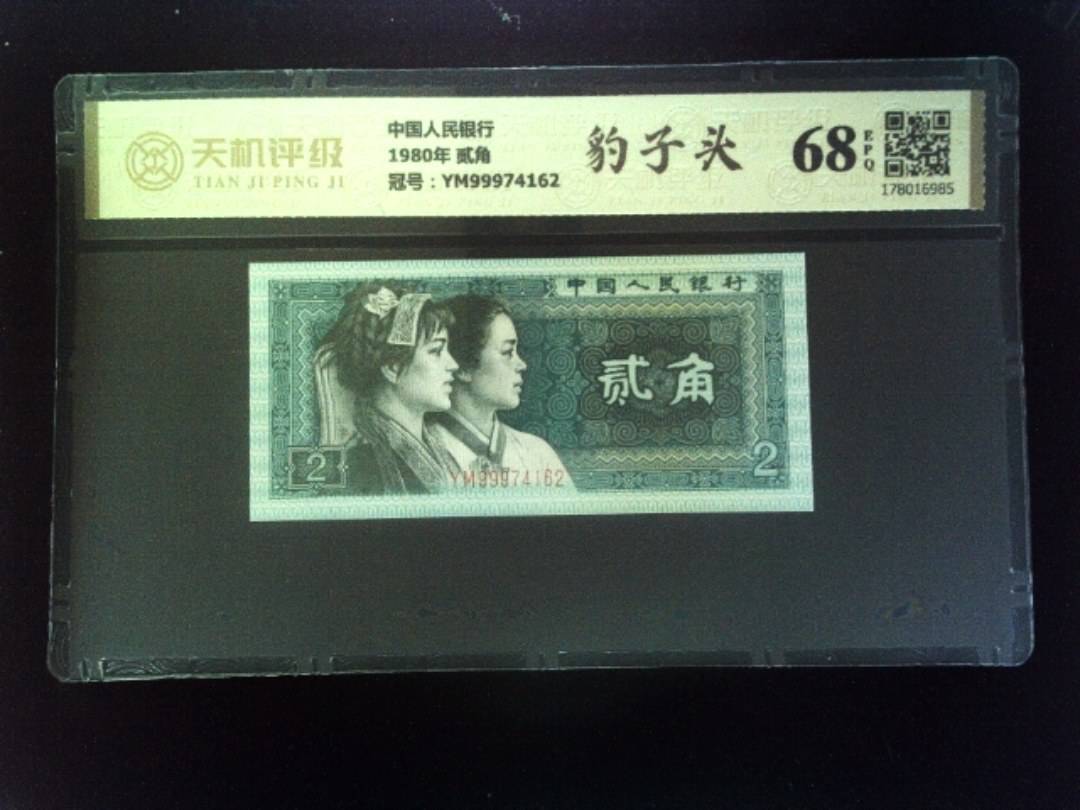 天机评级
TIAN JI PING JI
中国人民银行
1980年 贰角
冠号：YM99974162
豹子头
68
EPQ
178016985
中国人民银行
贰角
2
2
YM99974162